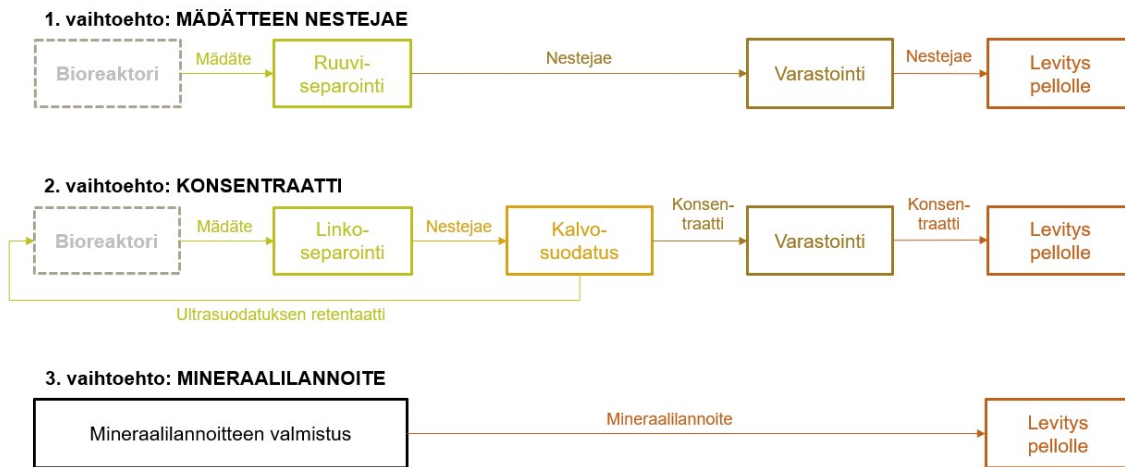 1. vaihtoehto: MÄDÄTTEEN NESTEJAE
Bioreaktori
Mädäte
Ruuvi-
separointi
Nestejae
Varastointi
Nestejae
Levitys
pellolle
2. vaihtoehto: KONSENTRAATTI
Bioreaktori
Mädäte
Linko-
separointi
Nestejae
Kalvo-
suodatus
Konsen-
traatti
Varastointi
Konsen-
traatti
Levitys
pellolle
Ultrasuodatuksen retentaatti
3. vaihtoehto: MINERAALILANNOITE
Mineraalilannoitteen valmistus
Mineraalilannoite
Levitys
pellolle